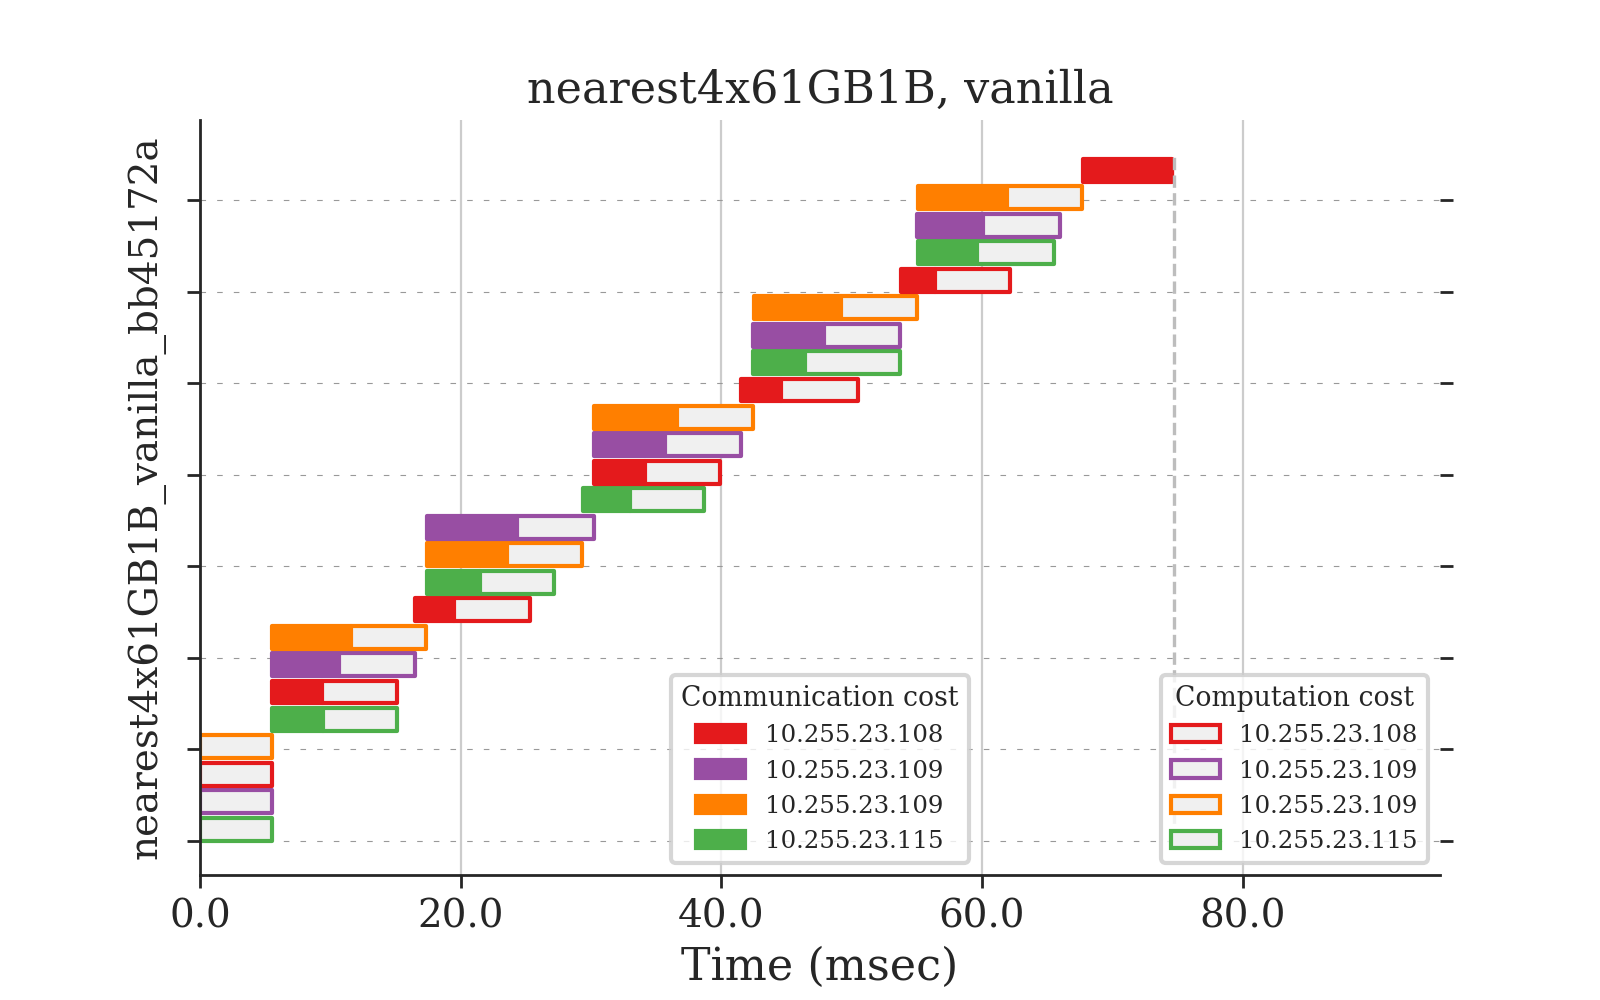 nearest4x61GB1B, vanilla
nearest4x61GB1B_vanilla_bb45172a
Communication cost
10.255.23.108
10.255.23.109
10.255.23.109
10.255.23.115
Computation cost
10.255.23.108
10.255.23.109
10.255.23.109
10.255.23.115
0.0
20.0
40.0
60.0
80.0
Time (msec)